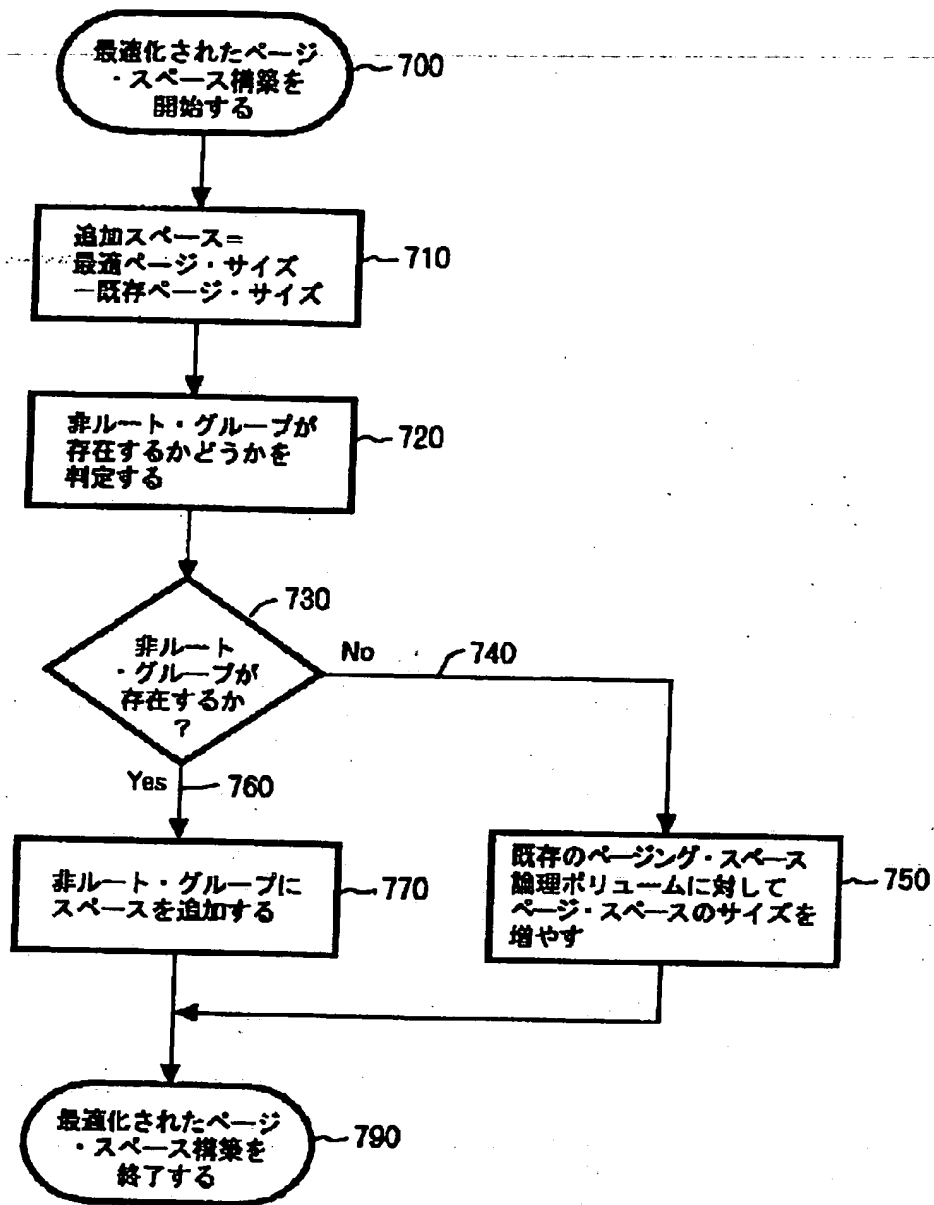 最適化されたページ
・スペース構築を
開始する
700
追加スペース=
最適ページ・サイズ
－既存ページ・サイズ
710
非ルート・グループが
存在するかどうかを
判定する
720
730
非ルート
・グループが
存在するか
？
No
740
Yes
760
非ルート・グループに
スペースを追加する
770
既存のページング・スペース
論理ボリュームに対して
ページ・スペースのサイズを
増やす
750
最適化されたページ
・スペース構築を
終了する
790